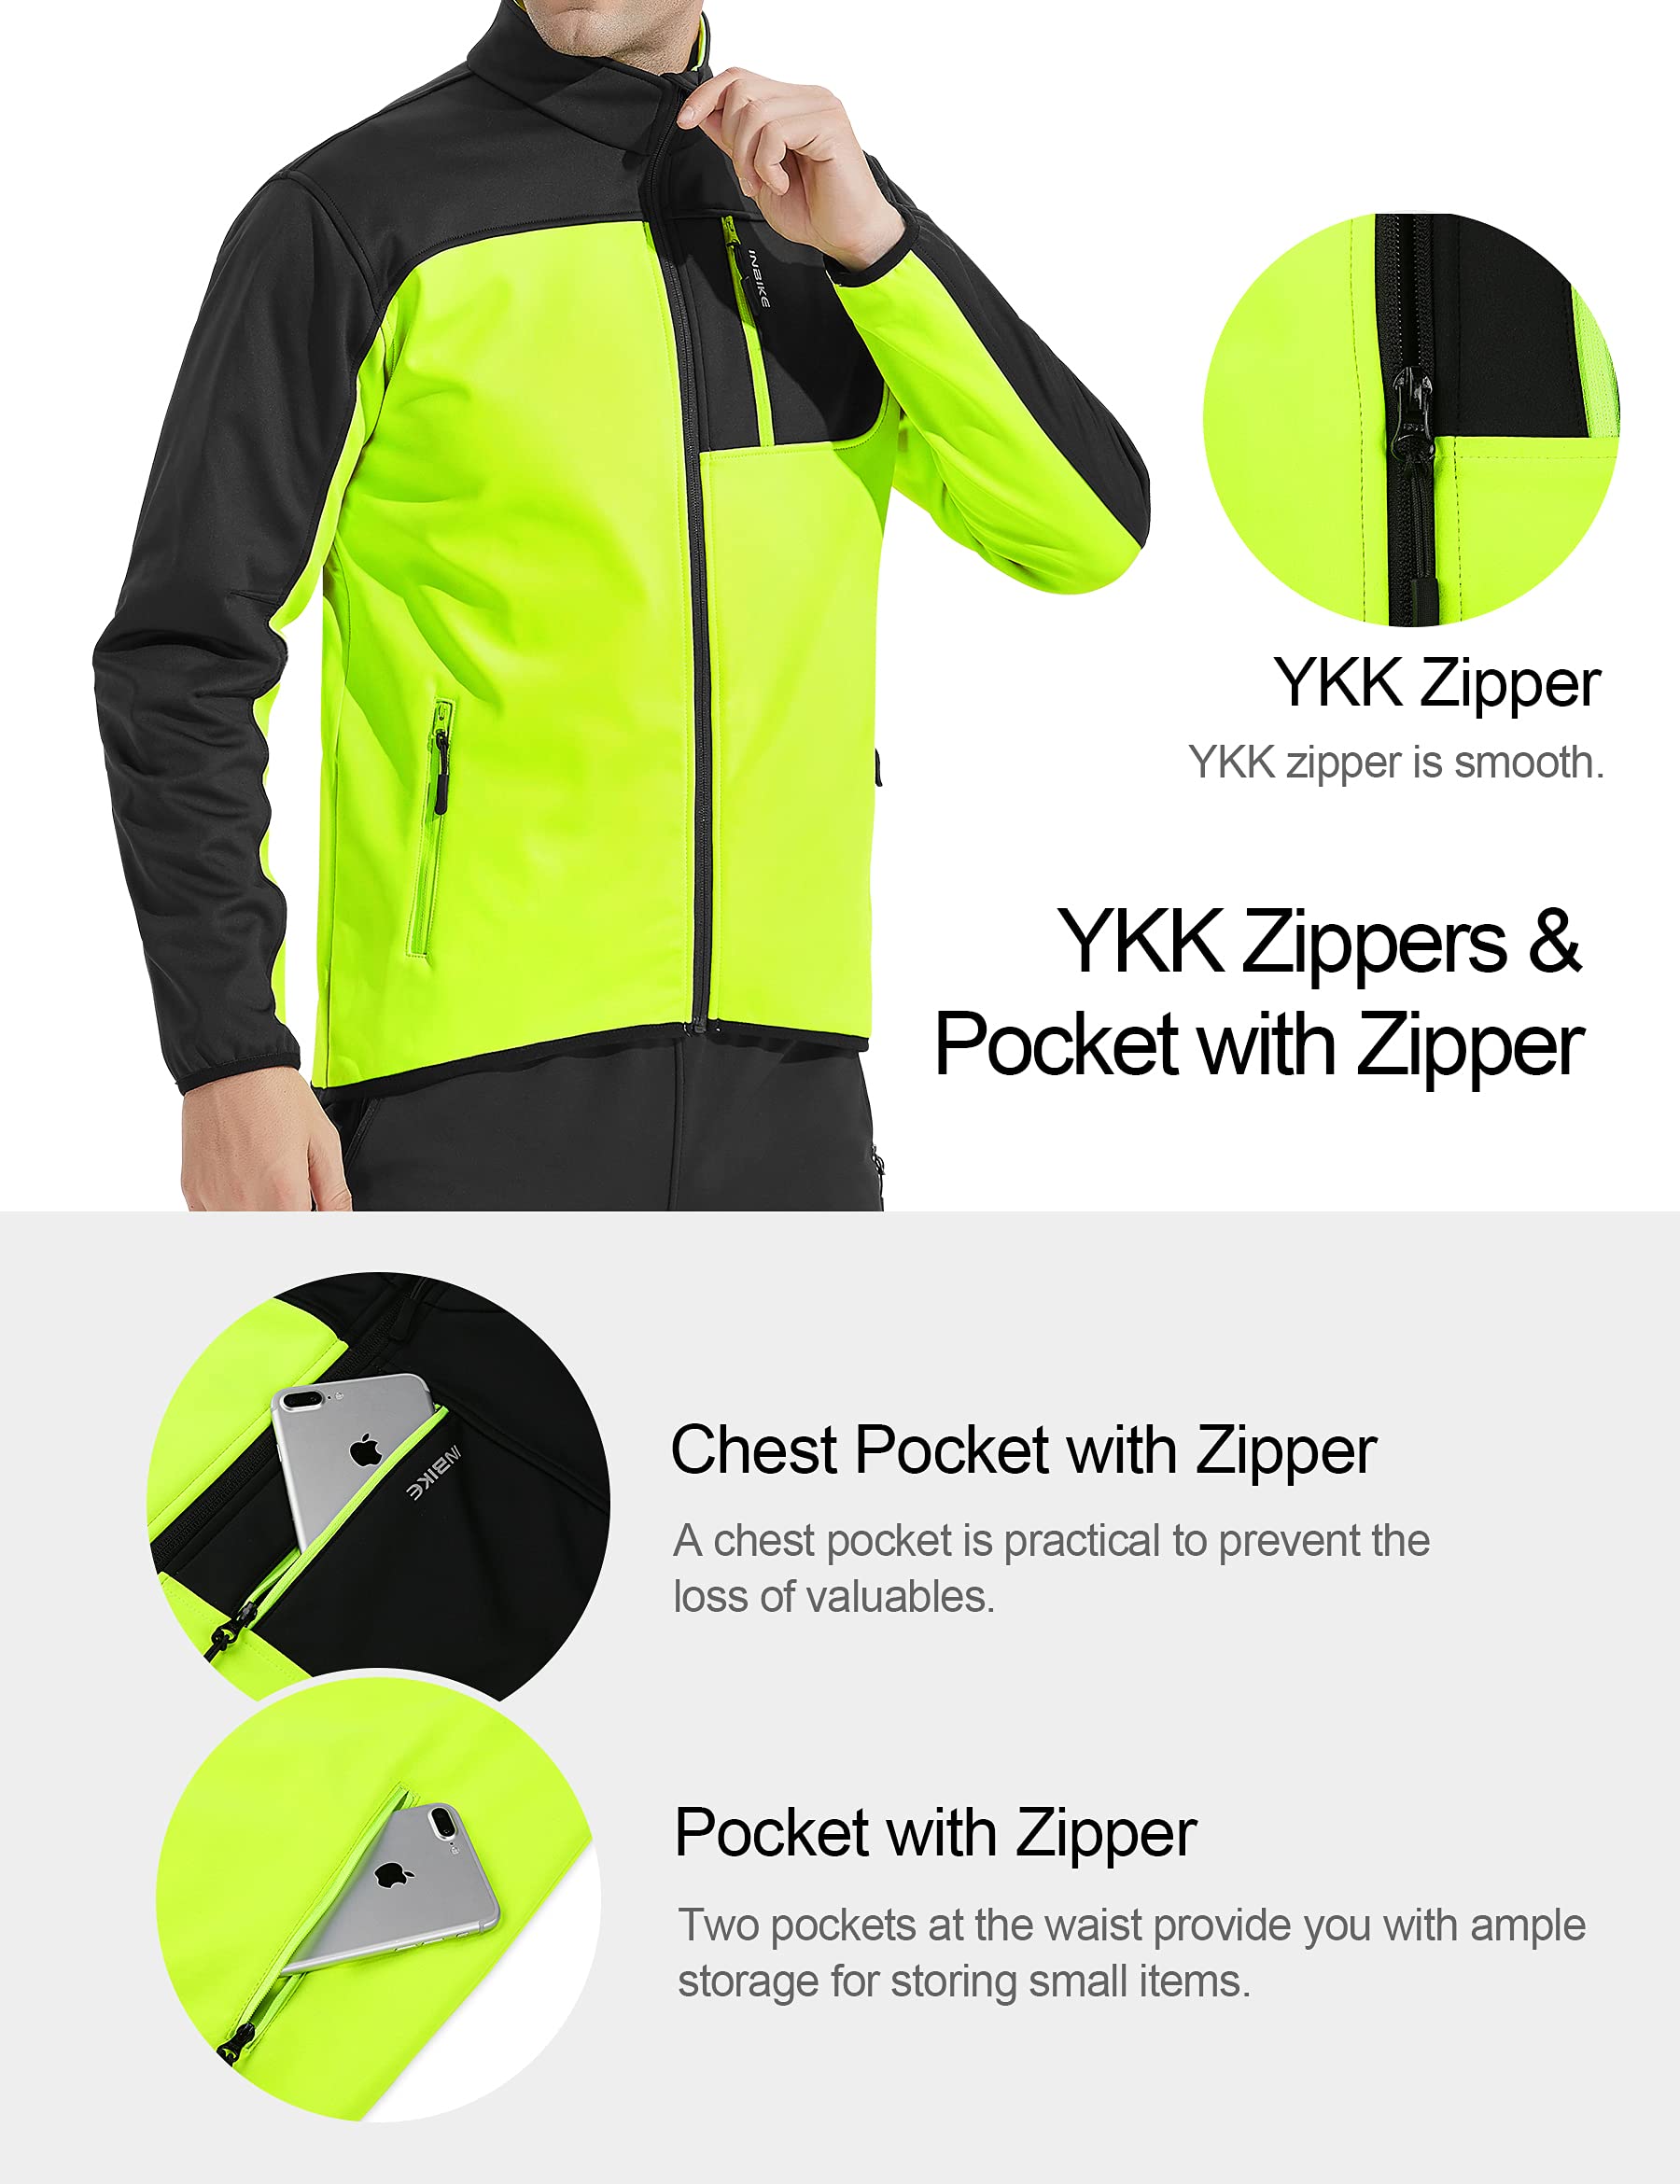 INBIKE
YKK Zipper
YKK zipper is smooth.
YKK Zippers &
Pocket with Zipper
INBIKE
Chest Pocket with Zipper
A chest pocket is practical to prevent the
loss of valuables.
Pocket with Zipper
Two pockets at the waist provide you with ample
storage for storing small items.